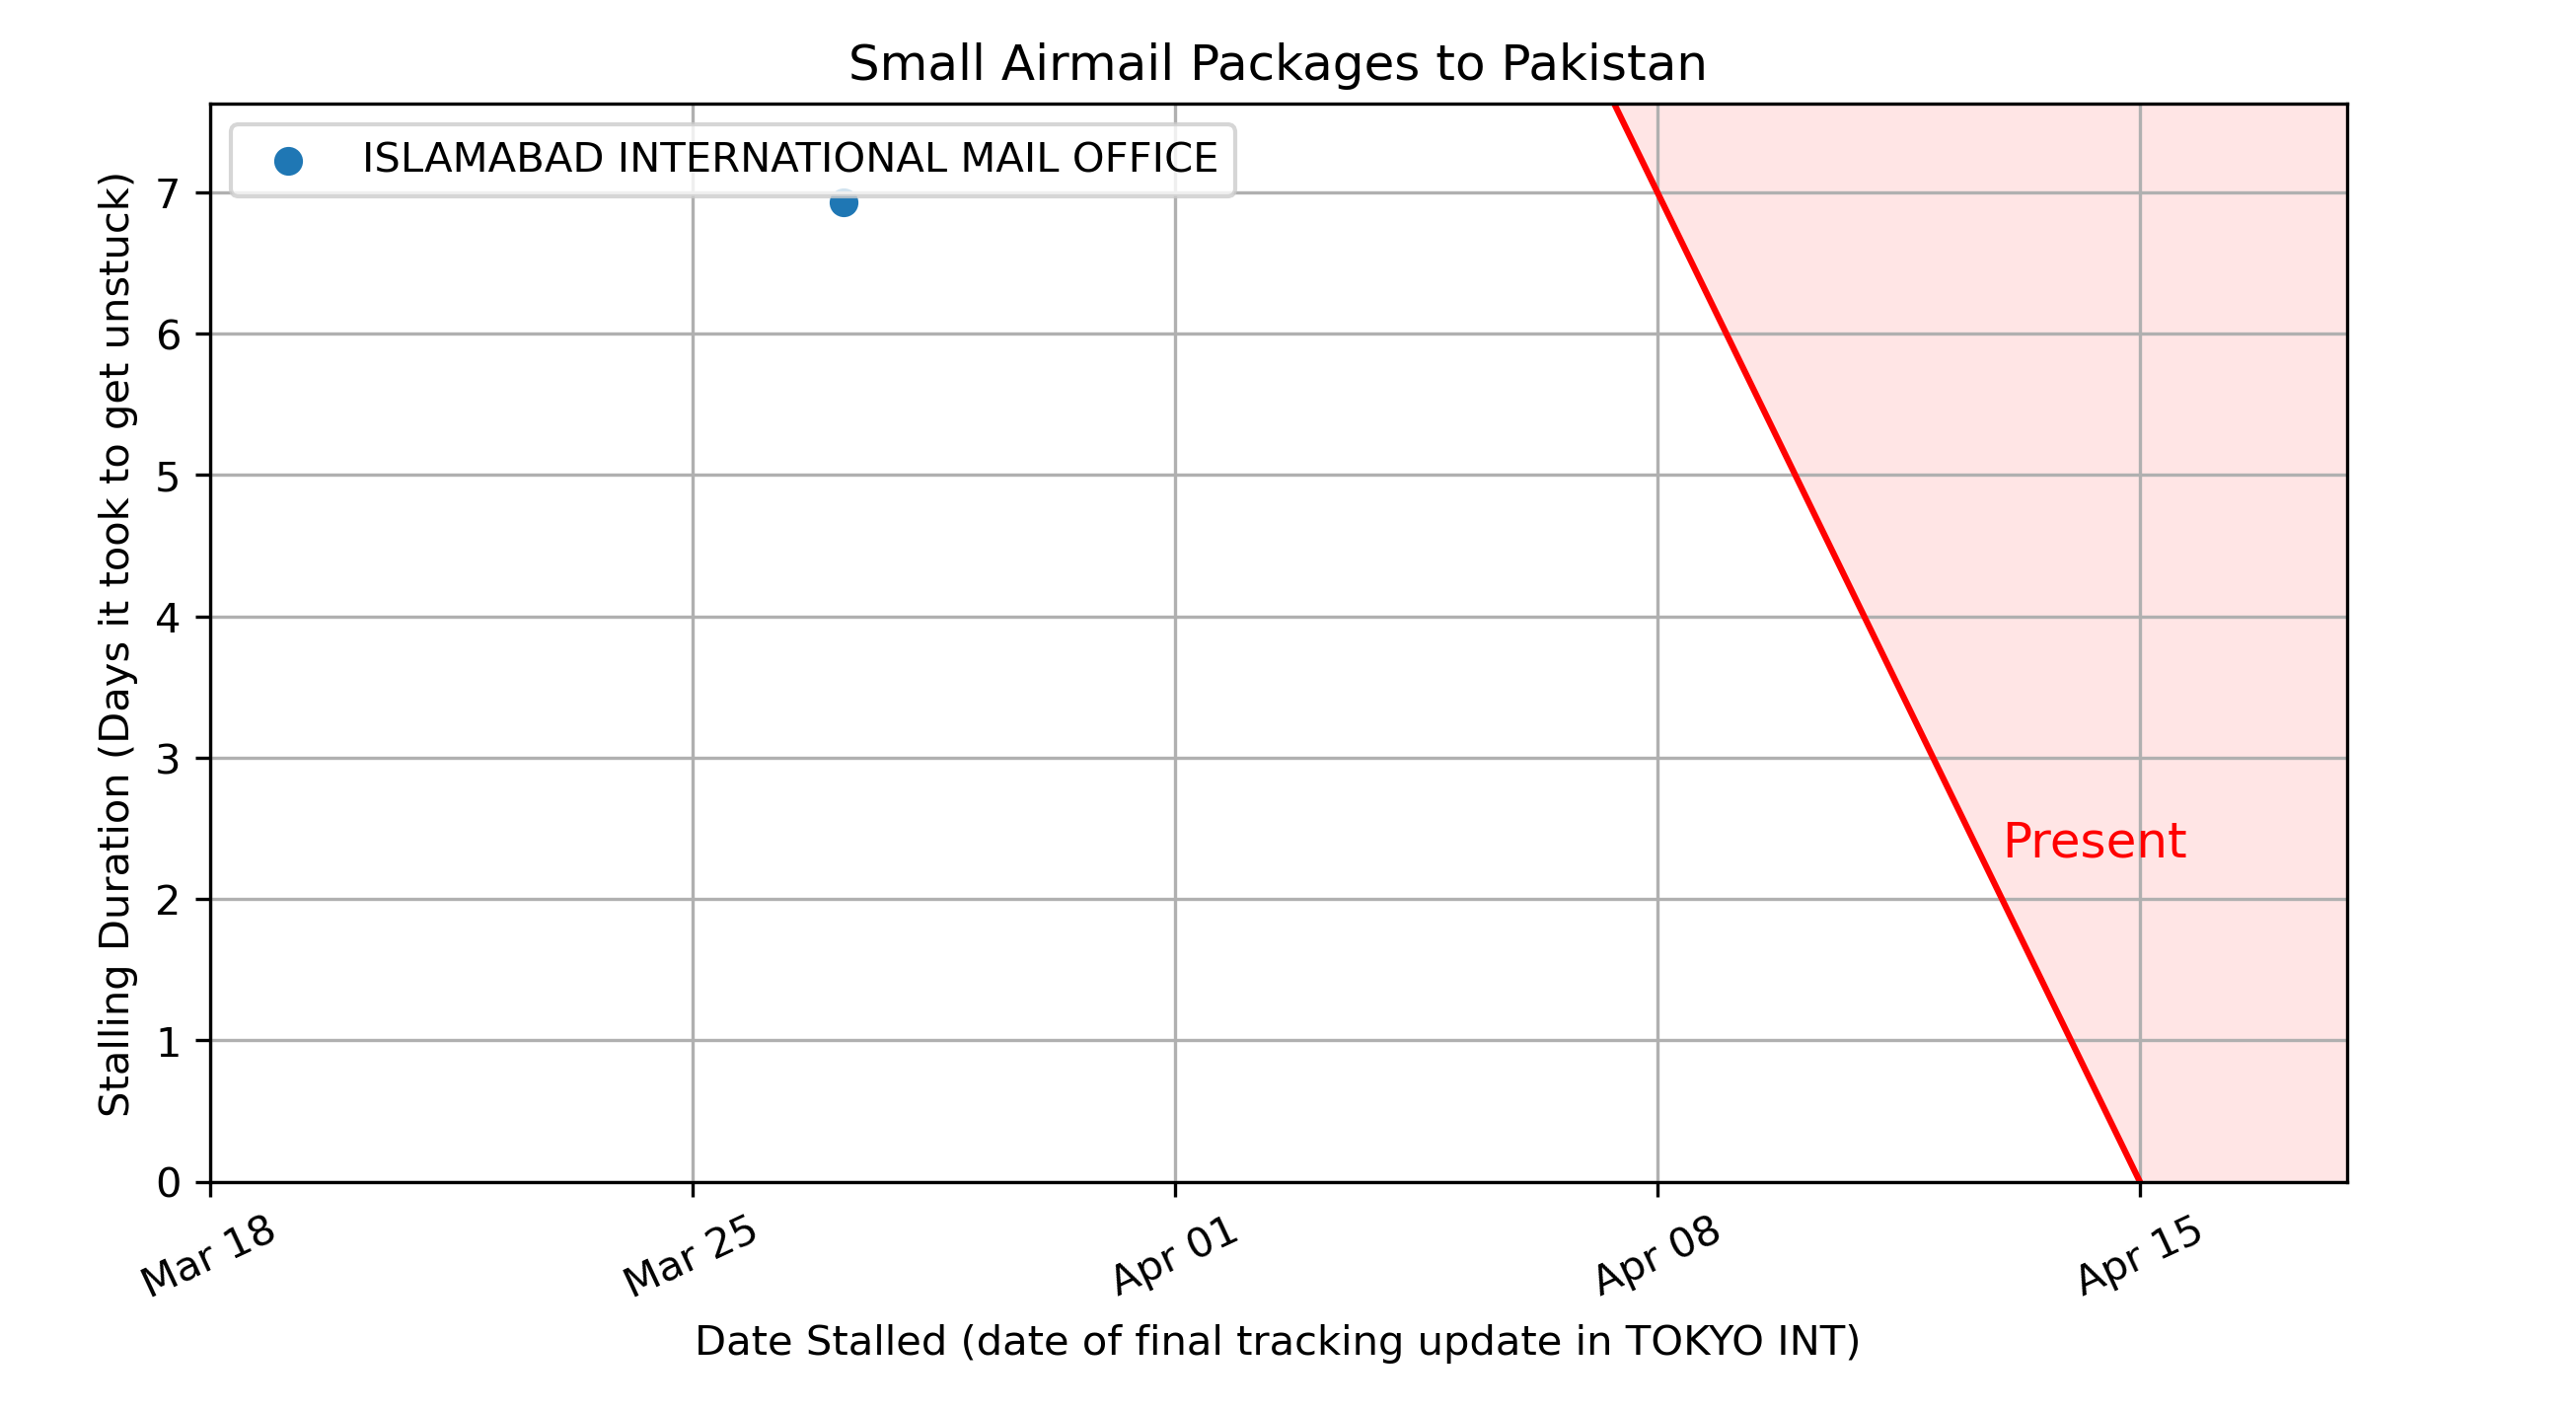 Small Airmail Packages to Pakistan
ISLAMABAD INTERNATIONAL MAIL OFFICE
Stalling Duration (Days it took to get unstuck)
7
6
5
4
3
2
1
0
Present
Mar 18
Mar 25
Apr 01
Apr 08
Apr 15
Date Stalled (date of final tracking update in TOKYO INT)